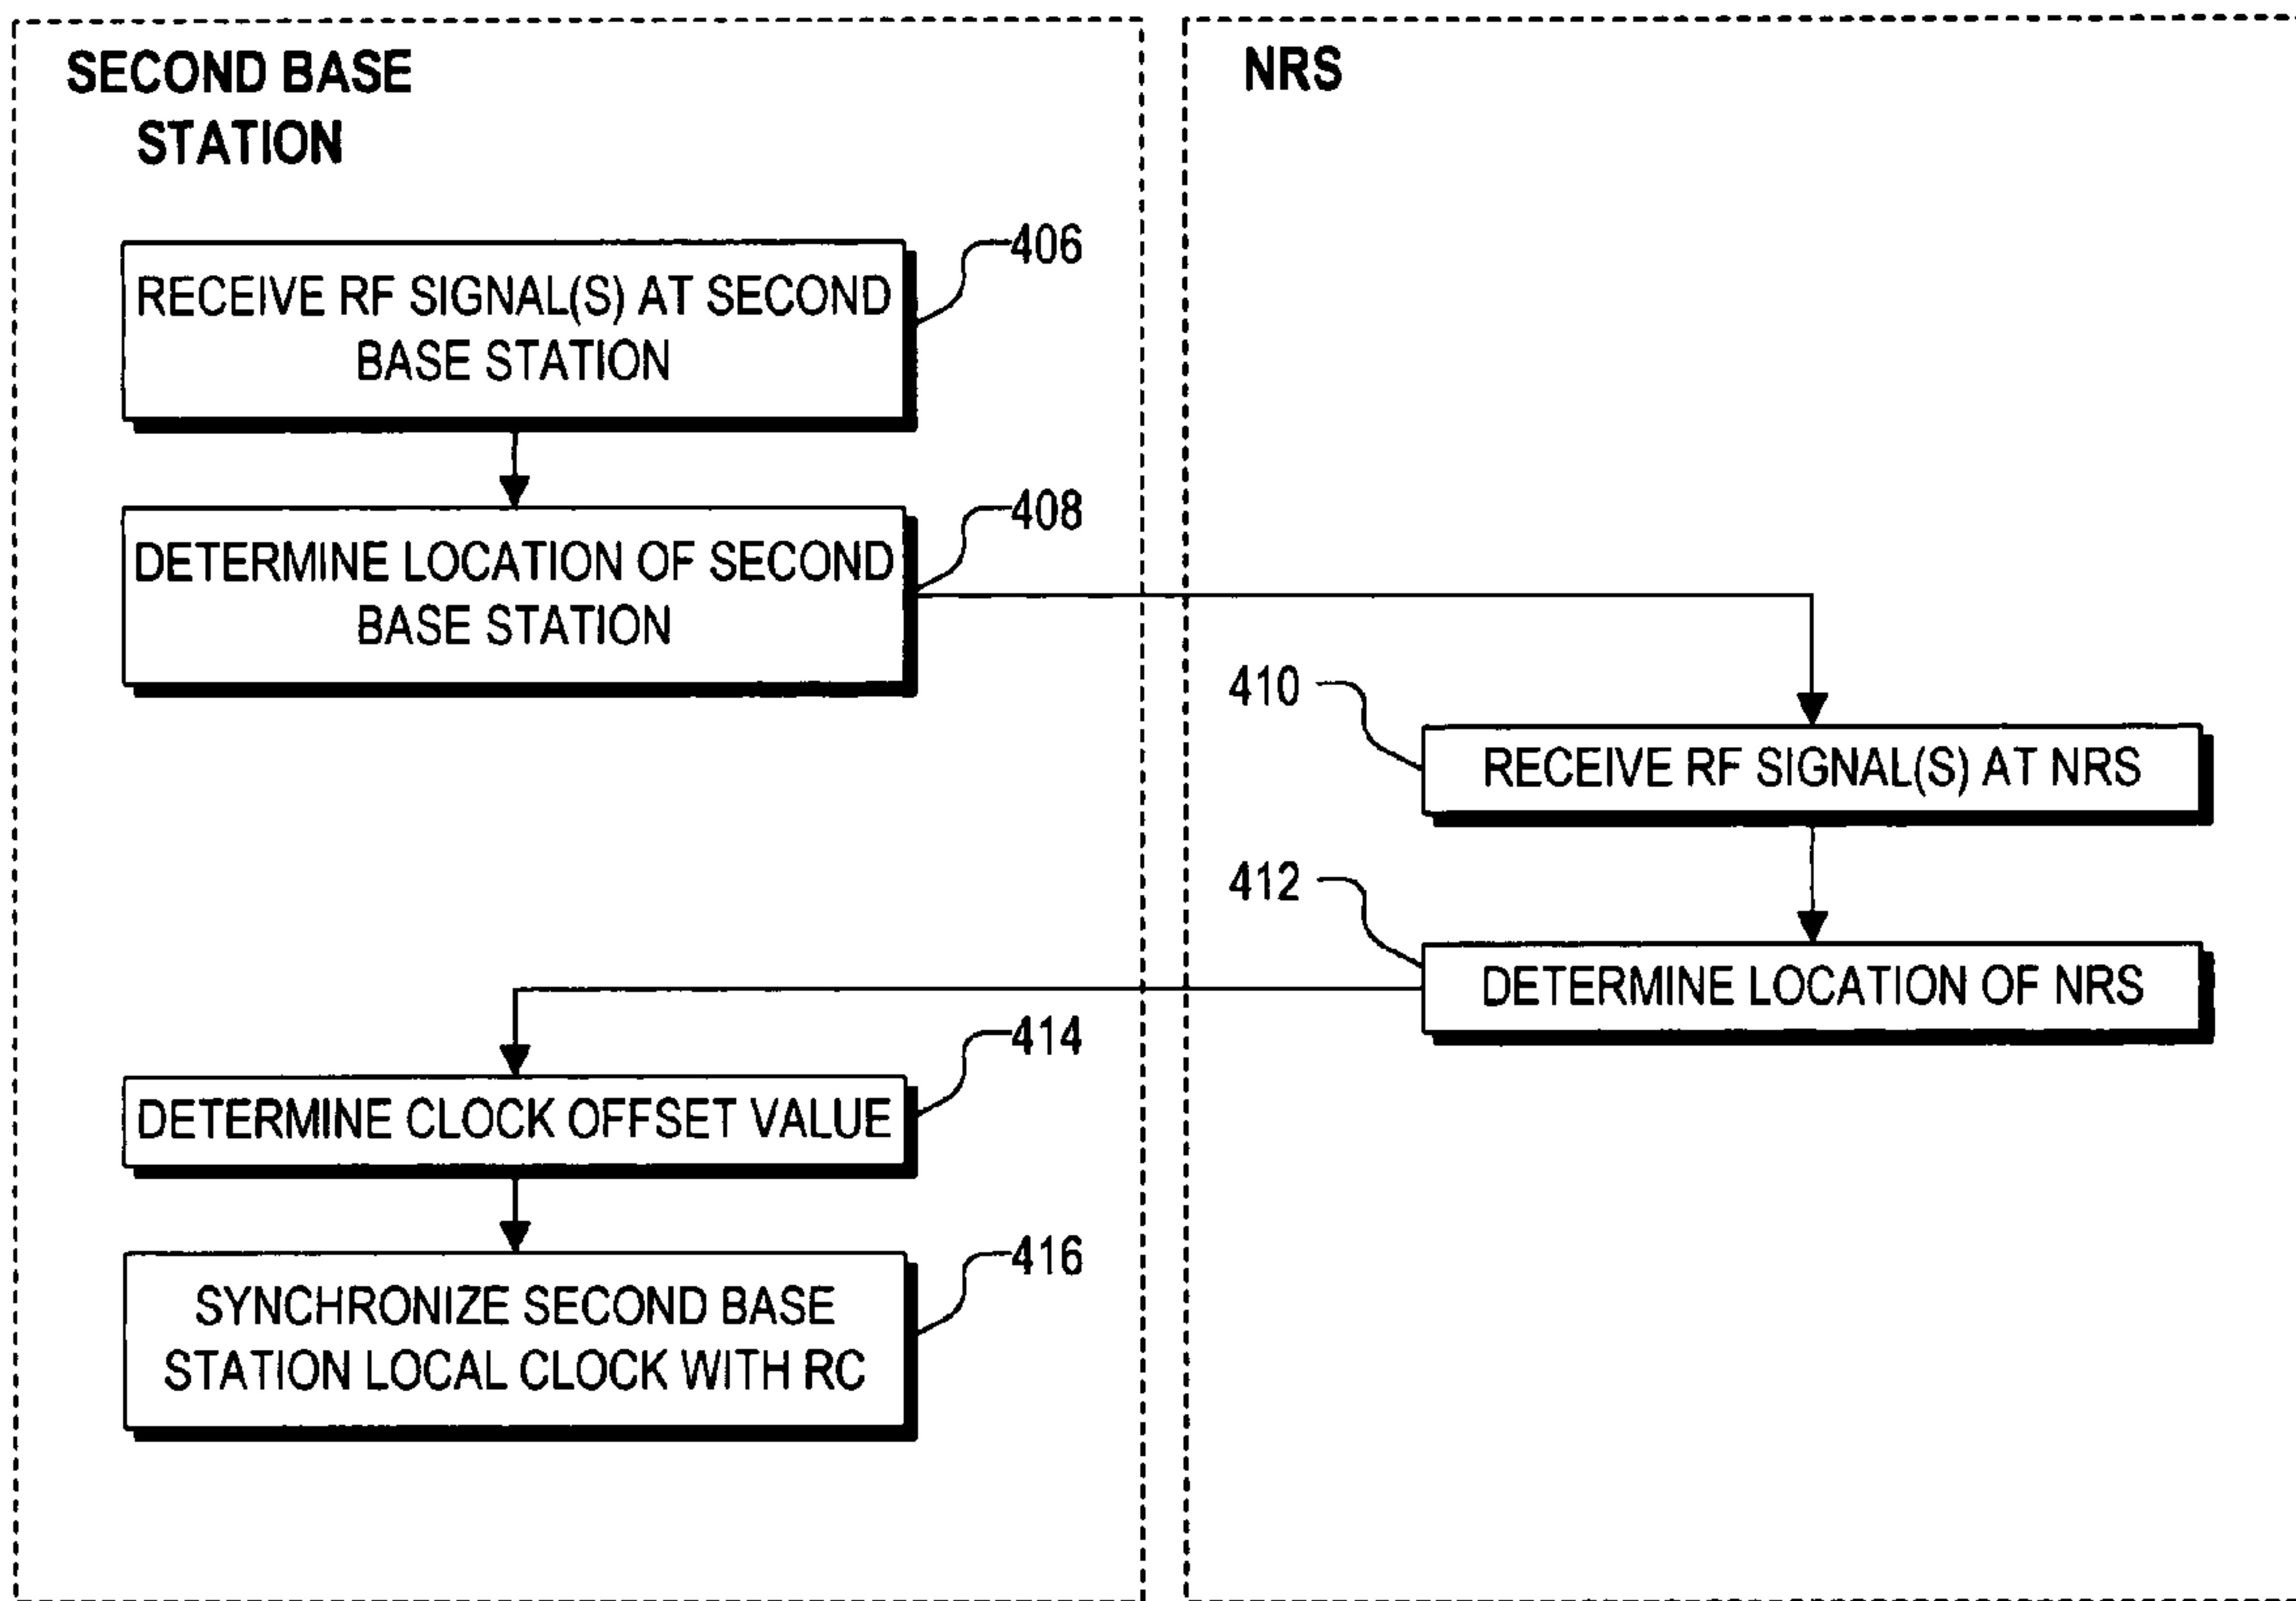 SECOND BASE
STATION
NRS
406
RECEIVE RF SIGNAL(S) AT SECOND
BASE STATION
408
DETERMINE LOCATION OF SECOND
BASE STATION
410
RECEIVE RF SIGNAL(S) AT NRS
412
DETERMINE LOCATION OF NRS
414
DETERMINE CLOCK OFFSET VALUE
416
SYNCHRONIZE SECOND BASE
STATION LOCAL CLOCK WITH RC